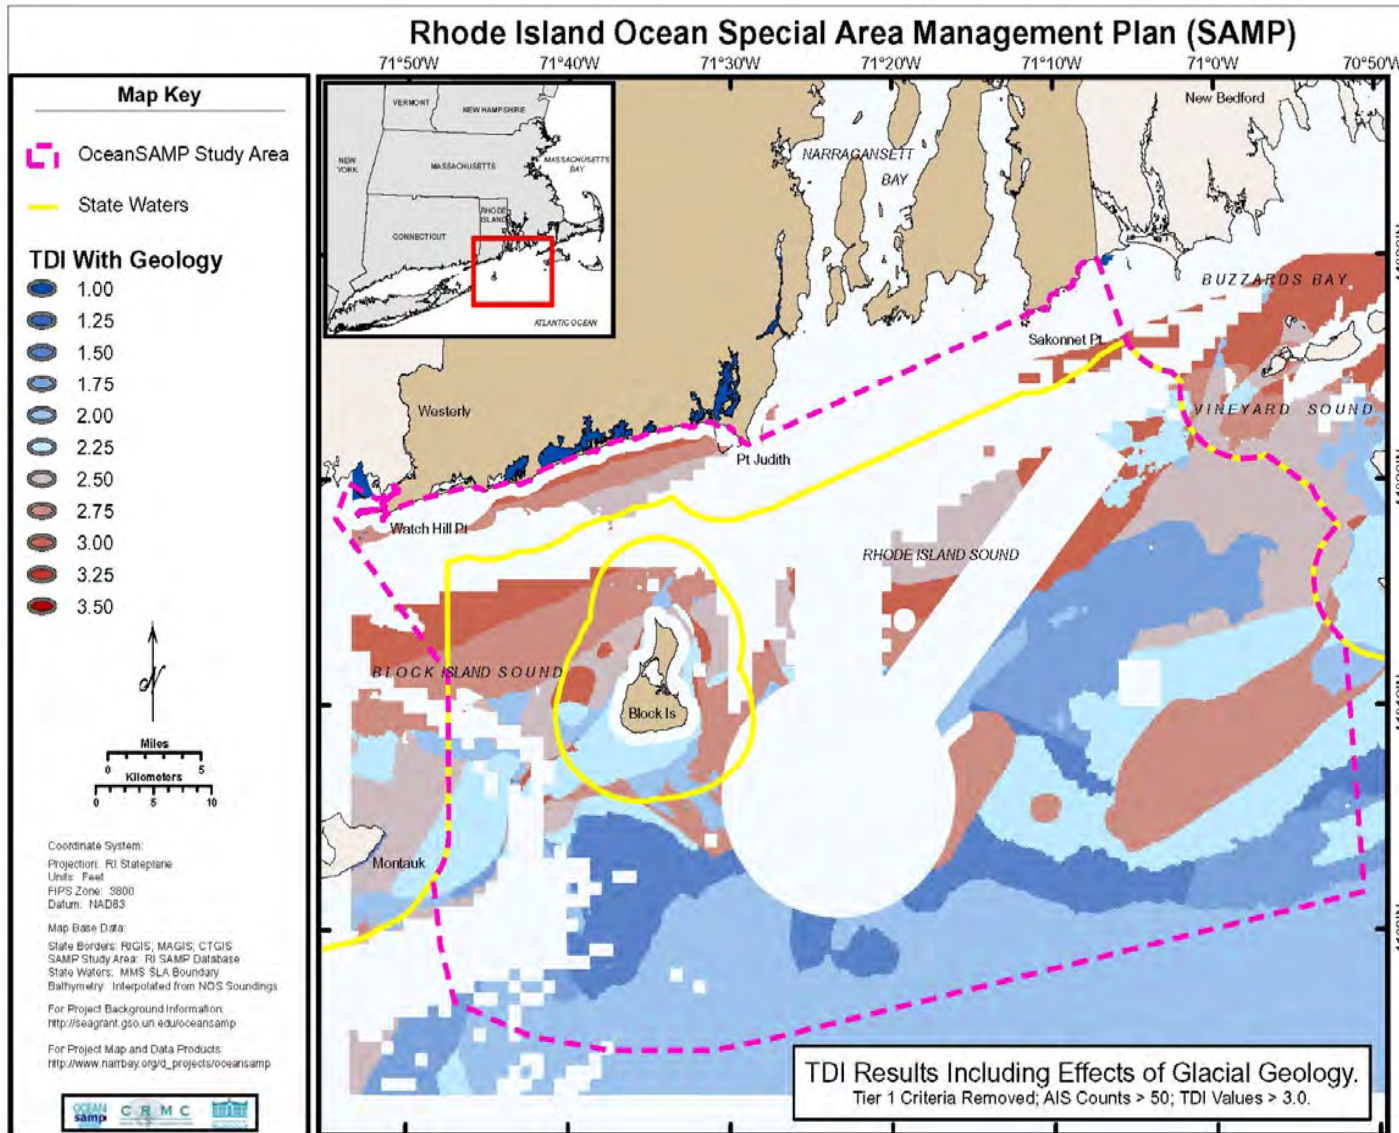 Rhode Island Ocean Special Area Management Plan (SAMP)
71°50'W 71°40'W 71°30'W 71°20'W 71°10'W 71°0'W 70°50'W
Map Key
OceanSAMP Study Area
State Waters
TDI With Geology
1.00
1.25
1.50
1.75
2.00
2.25
2.50
2.75
3.00
3.25
3.50
N
Miles
0 5
Kilometers
0 5 10
Coordinate System:
Projection: RI Stateplane
Units: Feet
FIPS Zone: 3800
Datum: NAD83
Map Base Data:
State Borders: RIGIS, MAGIS, CTGIS
SAMP Study Area: RI SAMP Database
State Waters: MMS SLA Boundary
Bathymetry: Interpolated from NOS Soundings
For Project Background Information:
http://seagrant.gso.uri.edu/oceansamp
For Project Map and Data Products:
http://www.narrbay.org/d_projects/oceansamp
OCEAN
samp
CRMC
VERMONT
NEW HAMPSHIRE
NEW
YORK
MASSACHUSETTS
MASSACHUSETTS
BAY
RHODE
ISLAND
CONNECTICUT
ATLANTIC OCEAN
New Bedford
NARRAGANSETT
BAY
BUZZARDS BAY
Sakonnet Pt.
Westerly
VINEYARD SOUND
Pt Judith
Watch Hill Pt
RHODE ISLAND SOUND
BLOCK ISLAND SOUND
Block Is
Montauk
TDI Results Including Effects of Glacial Geology.
Tier 1 Criteria Removed; AIS Counts > 50; TDI Values > 3.0.